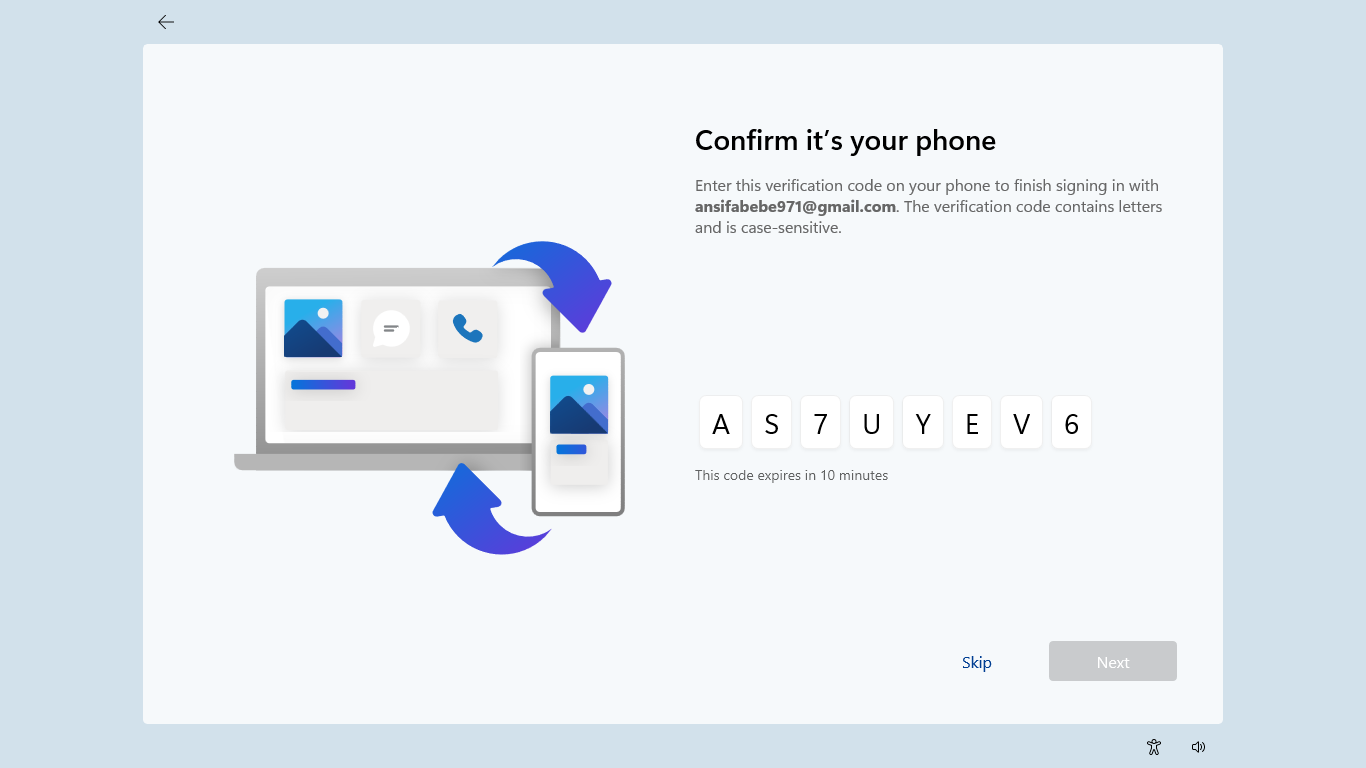 Confirm it’s your phone
Enter this verification code on your phone to finish signing in with
ansifabebe971@gmail.com. The verification code contains letters
and is case-sensitive.
A S 7 U Y E V 6
This code expires in 10 minutes
Skip Next